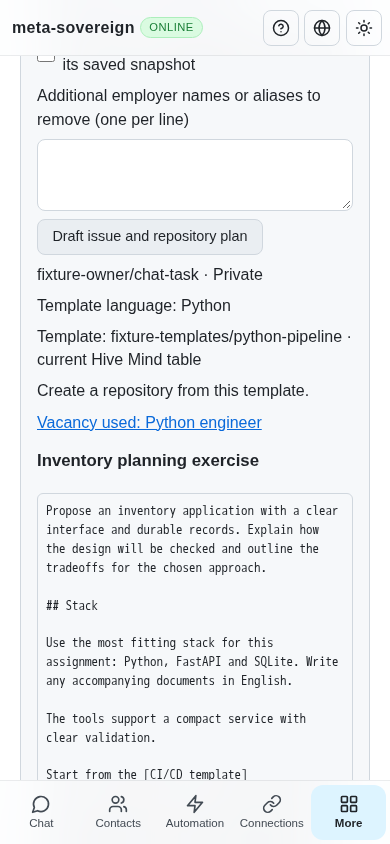 meta-sovereign ONLINE
its saved snapshot
Additional employer names or aliases to
remove (one per line)
Draft issue and repository plan
fixture-owner/chat-task · Private
Template language: Python
Template: fixture-templates/python-pipeline ·
current Hive Mind table
Create a repository from this template.
Vacancy used: Python engineer
Inventory planning exercise
Propose an inventory application with a clear
interface and durable records. Explain how
the design will be checked and outline the
tradeoffs for the chosen approach.
## Stack
Use the most fitting stack for this
assignment: Python, FastAPI and SQLite. Write
any accompanying documents in English.
The tools support a compact service with
clear validation.
Start from the [CI/CD template]
Chat Contacts Automation Connections More